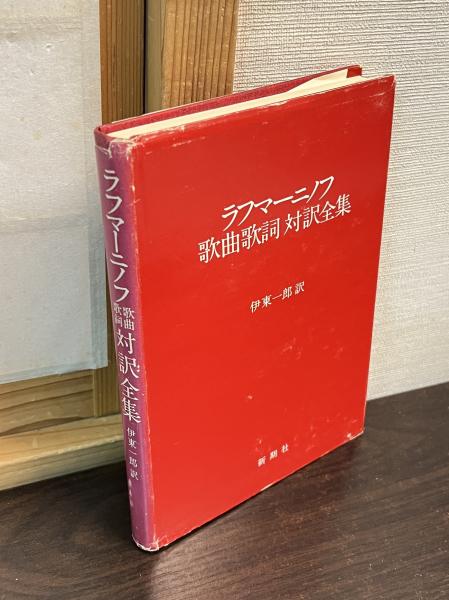 ラフマーニノフ
歌曲歌詞 対訳全集
伊東一郎 訳
新期社
ラフマーニノフ
歌曲
歌詞
対訳全集
伊東一郎 訳